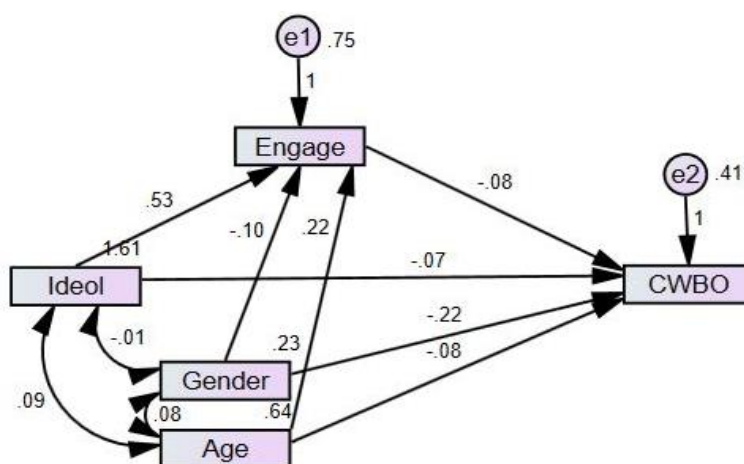 e1 .75
1
Engage
e2 .41
-.08
.53
1
-.10 .22
1.61
-.07
Ideol
CWBO
-.01
.23
-.22
Gender
-.08
.09
.08
.64
Age